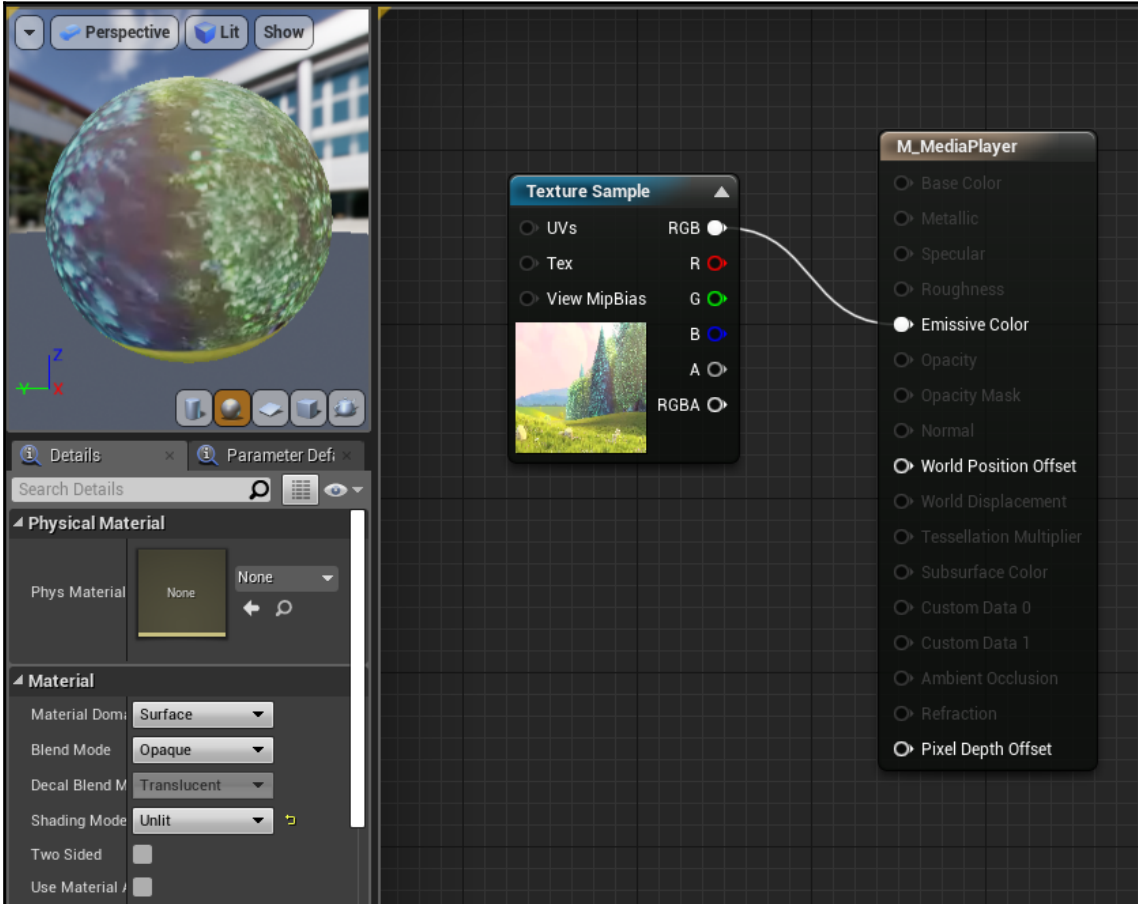 Perspective
Lit
Show
Z
Y
X
Details
Parameter Defa
Search Details
Physical Material
Phys Material
None
None
Material
Material Doma
Surface
Blend Mode
Opaque
Decal Blend M
Translucent
Shading Mode
Unlit
Two Sided
Use Material A
Texture Sample
UVs
RGB
Tex
R
View MipBias
G
B
A
RGBA
M_MediaPlayer
Base Color
Metallic
Specular
Roughness
Emissive Color
Opacity
Opacity Mask
Normal
World Position Offset
World Displacement
Tessellation Multiplier
Subsurface Color
Custom Data 0
Custom Data 1
Ambient Occlusion
Refraction
Pixel Depth Offset